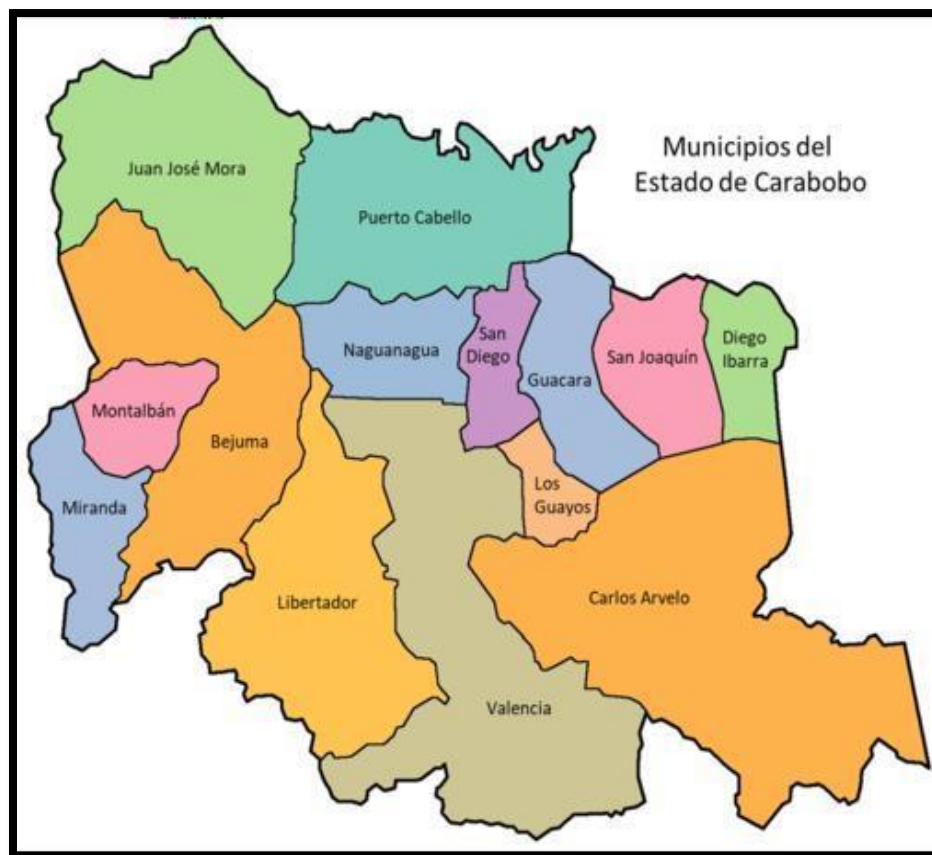 Municipios del
Estado de Carabobo
Juan José Mora
Puerto Cabello
Naguanagua
San
Diego
Guacara
San Joaquín
Diego
Ibarra
Montalbán
Bejuma
Miranda
Los
Guayos
Libertador
Carlos Arvelo
Valencia